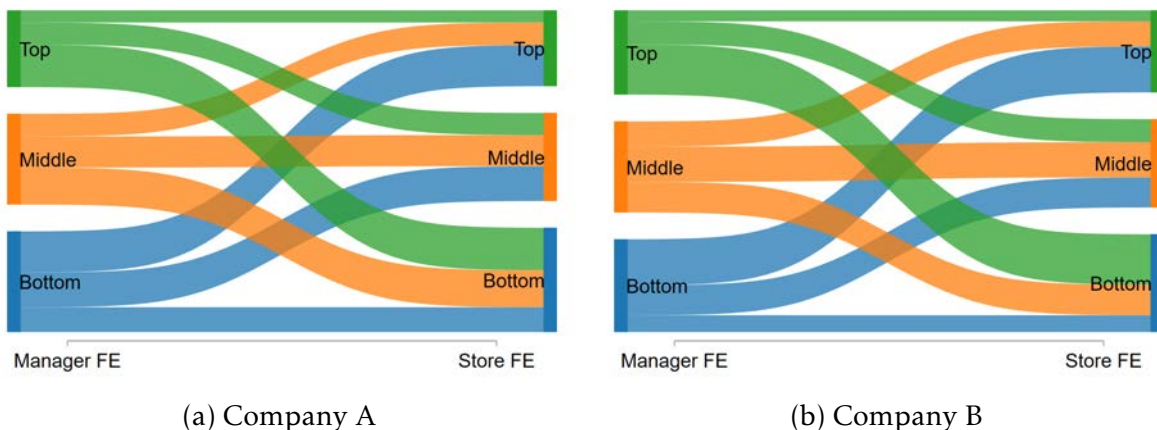 Top
Top
Middle
Middle
Bottom
Bottom
Manager FE
Store FE
(a) Company A
Top
Top
Middle
Middle
Bottom
Bottom
Manager FE
Store FE
(b) Company B